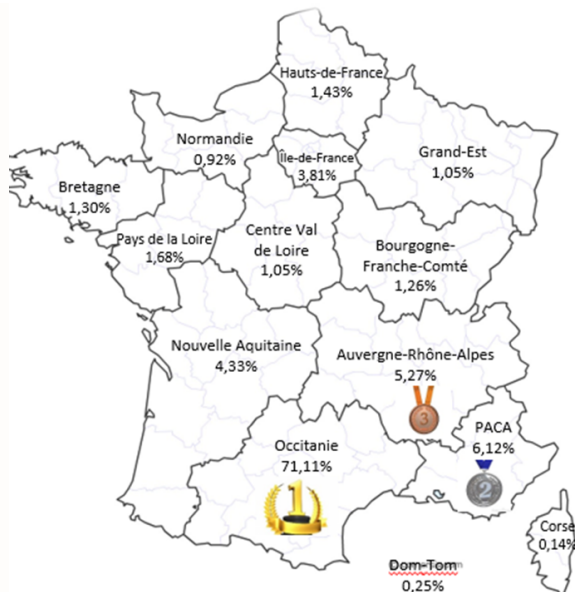 Hauts-de-France
1,43%
Normandie
0,92%
Île-de-France
3,81%
Grand-Est
1,05%
Bretagne
1,30%
Pays de la Loire
1,68%
Centre Val
de Loire
1,05%
Bourgogne-
Franche-Comté
1,26%
Nouvelle Aquitaine
4,33%
Auvergne-Rhône-Alpes
5,27%
3
PACA
6,12%
2
Occitanie
71,11%
1
Corse
0,14%
Dom-Tom
0,25%